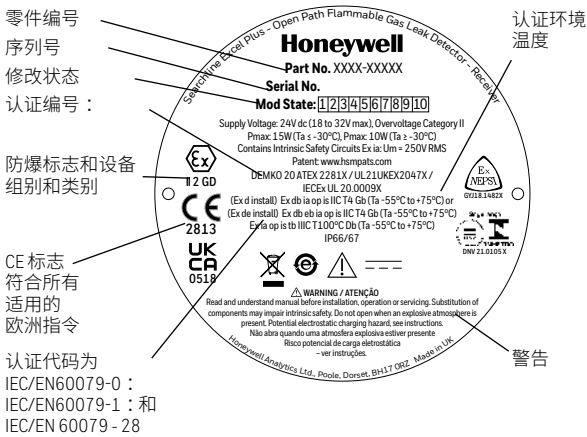 零件编号
序列号
修改状态
认证编号：
防爆标志和设备
组别和类别
CE 标志
符合所有
适用的
欧洲指令
认证代码为
IEC/EN60079-0：
IEC/EN60079-1：和
IEC/EN 60079 - 28
认证环境
温度
警告
Searchline Excel Plus - Open Path Flammable Gas Leak Detector - Receiver
Honeywell
Part No. XXXX-XXXXX
Serial No.
Mod State: 1 2 3 4 5 6 7 8 9 10
Supply Voltage: 24V dc (18 to 32V max), Overvoltage Category II
Pmax: 15W (Ta ≤ -30°C), Pmax: 10W (Ta ≥ -30°C)
Contains Intrinsic Safety Circuits Ex ia: Um = 250V RMS
Patent: www.hsmpats.com
DEMKO 20 ATEX 2281X / UL21UKEX2047X /
IECEx UL 20.0009X
(Ex d install) Ex db ia op is IIC T4 Gb (Ta -55°C to +75°C) or
(Ex de install) Ex db eb ia op is IIC T4 Gb (Ta -55°C to +75°C)
Ex ia op is tb IIIC T100°C Db (Ta -55°C to +75°C)
IP66/67
Ex
II 2 GD
CE
2813
UK
CA
0518
Ex
NEPSI
GYJ18.1482X
DNV 21.0105X
WARNING / ATENÇÃO
Read and understand manual before installation, operation or servicing. Substitution of
components may impair intrinsic safety. Do not open when an explosive atmosphere is
present. Potential electrostatic charging hazard, see instructions.
Não abra quando uma atmosfera explosiva estiver presente
Risco potencial de carga eletrostática
– ver instruções.
Honeywell Analytics Ltd., Poole, Dorset, BH17 0RZ Made in UK